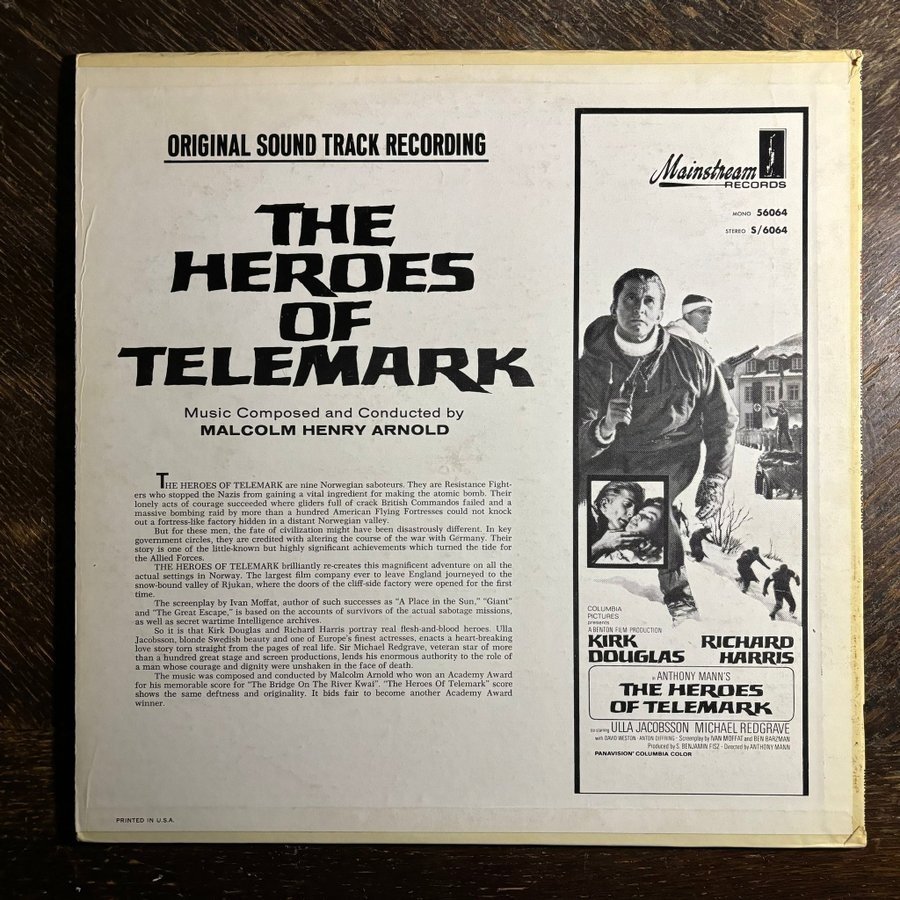 ORIGINAL SOUND TRACK RECORDING
THE
HEROES
OF
TELEMARK
Music Composed and Conducted by
MALCOLM HENRY ARNOLD
THE HEROES OF TELEMARK are nine Norwegian saboteurs. They are Resistance Fight-
ers who stopped the Nazis from gaining a vital ingredient for making the atomic bomb. Their
lonely acts of courage succeeded where gliders full of crack British Commandos failed and a
massive bombing raid by more than a hundred American Flying Fortresses could not knock
out a fortress-like factory hidden in a distant Norwegian valley.
But for these men, the fate of civilization might have been disastrously different. In key
government circles, they are credited with altering the course of the war with Germany. Their
story is one of the little-known but highly significant achievements which turned the tide for
the Allied Forces.
THE HEROES OF TELEMARK brilliantly re-creates this magnificent adventure on all the
actual settings in Norway. The largest film company ever to leave England journeyed to the
snow-bound valley of Rjukan, where the doors of the cliff-side factory were opened for the first
time.
The screenplay by Ivan Moffat, author of such successes as "A Place in the Sun," "Giant"
and "The Great Escape," is based on the accounts of survivors of the actual sabotage missions,
as well as secret wartime Intelligence archives.
So it is that Kirk Douglas and Richard Harris portray real flesh-and-blood heroes. Ulla
Jacobsson, blonde Swedish beauty and one of Europe's finest actresses, enacts a heart-breaking
love story torn straight from the pages of real life. Sir Michael Redgrave, veteran star of more
than a hundred great stage and screen productions, lends his enormous authority to the role of
a man whose courage and dignity were unshaken in the face of death.
The music was composed and conducted by Malcolm Arnold who won an Academy Award
for his memorable score for "The Bridge On The River Kwai". "The Heroes Of Telemark" score
shows the same deftness and originality. It bids fair to become another Academy Award
winner.
PRINTED IN U.S.A.
Mainstream
RECORDS
MONO 56064
STEREO S/6064
COLUMBIA
PICTURES
presents
A BENTON FILM PRODUCTION
KIRK DOUGLAS
RICHARD HARRIS
in ANTHONY MANN'S
THE HEROES
OF TELEMARK
co-starring ULLA JACOBSSON MICHAEL REDGRAVE
with DAVID WESTON · ANTON DIFFRING · Screenplay by IVAN MOFFAT and BEN BARZMAN
Produced by S. BENJAMIN FISZ · Directed by ANTHONY MANN
PANAVISION® COLUMBIA COLOR